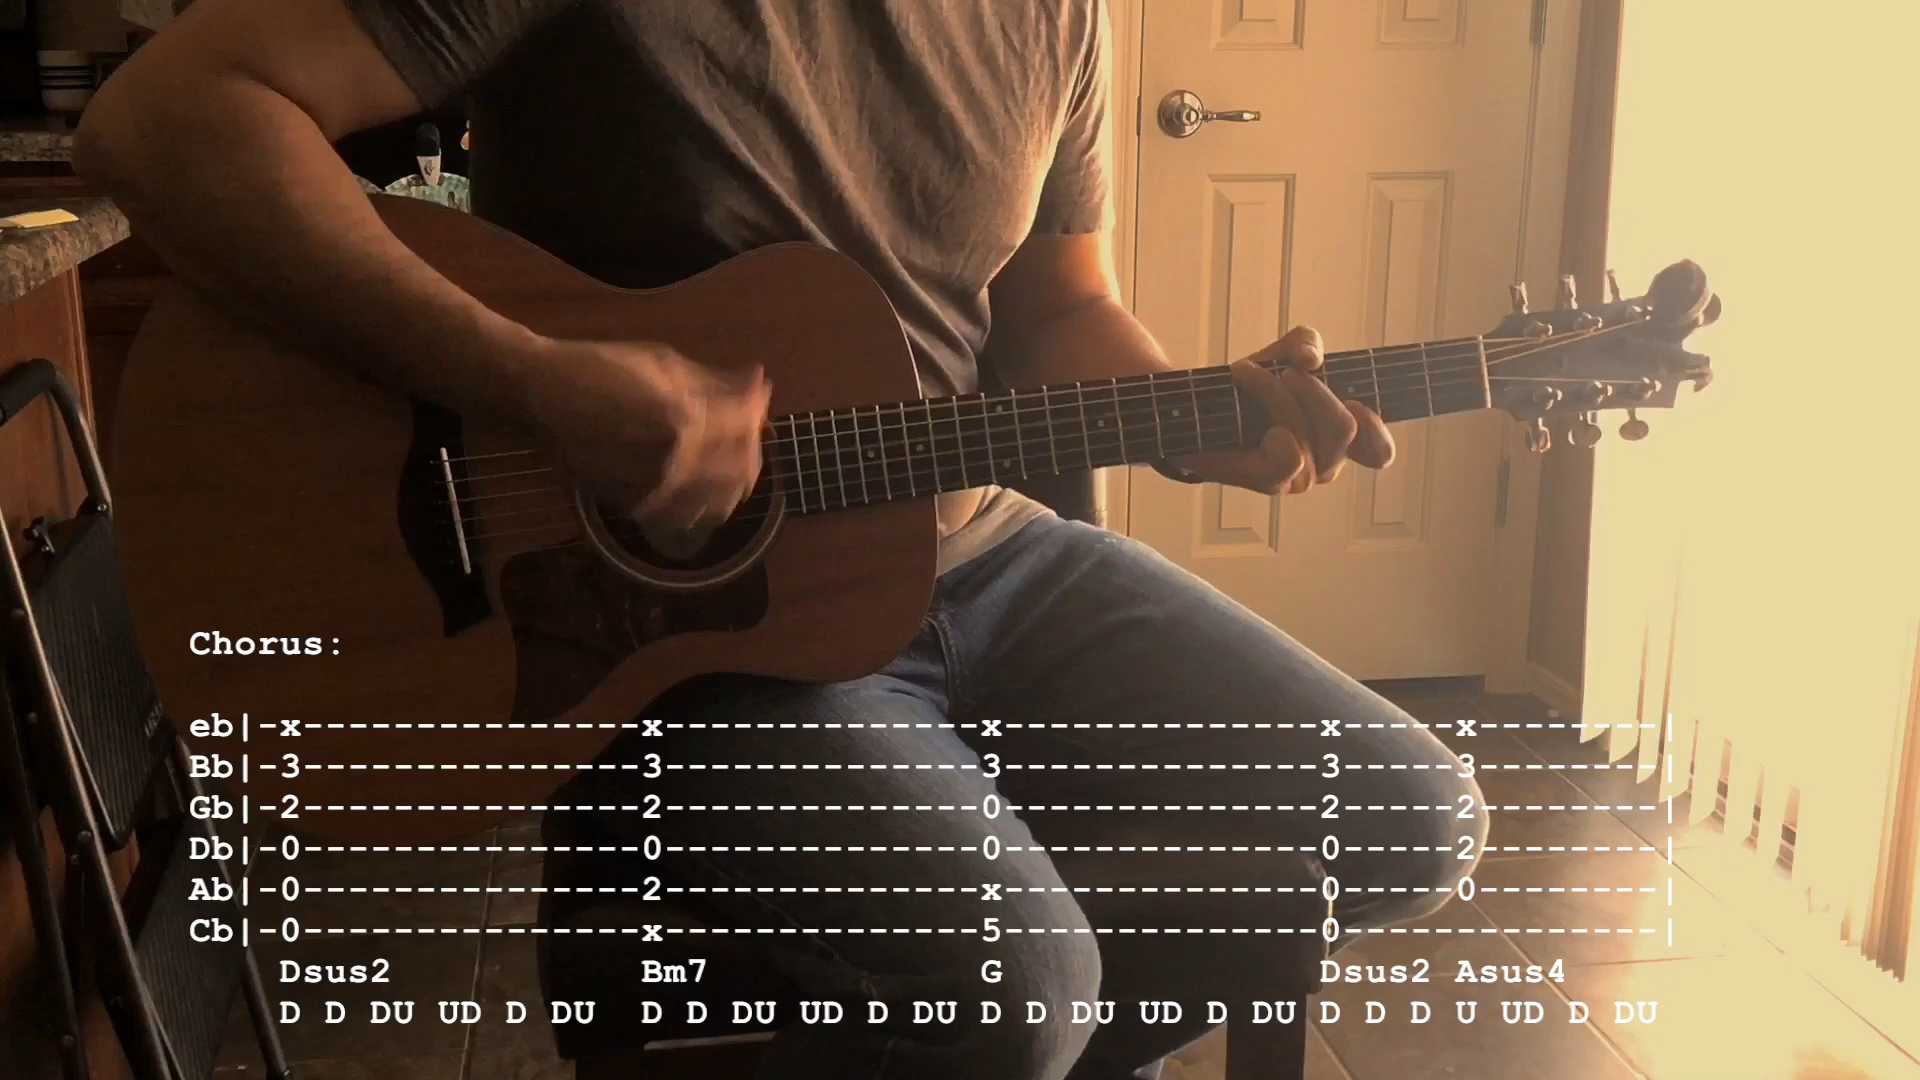 Chorus:
eb|-x---------------x--------------x--------------x-----x--------|
Bb|-3---------------3--------------3--------------3-----3--------|
Gb|-2---------------2--------------0--------------2-----2--------|
Db|-0---------------0--------------0--------------0-----2--------|
Ab|-0---------------2--------------x--------------0-----0--------|
Cb|-0---------------x--------------5--------------0--------------|
Dsus2 Bm7 G Dsus2 Asus4
D D DU UD D DU D D DU UD D DU D D DU UD D DU D D D U UD D DU